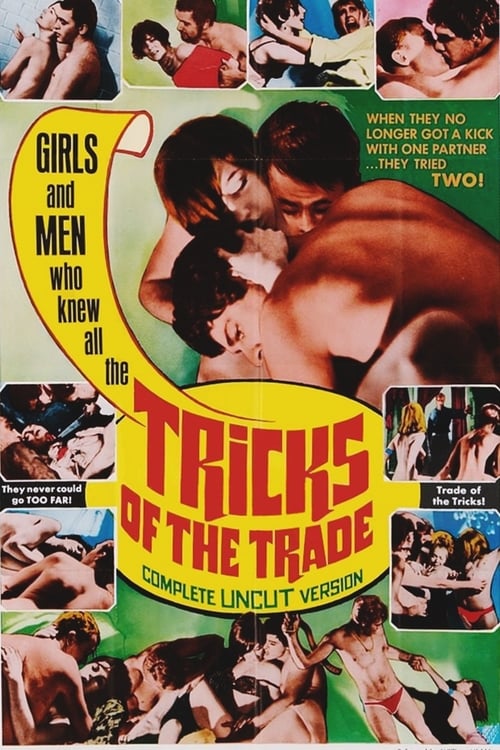 WHEN THEY NO
LONGER GOT A KICK
WITH ONE PARTNER
...THEY TRIED
TWO!
GIRLS
and
MEN
who
knew
all
the
TRiCKS
OF THE TRADE
COMPLETE UNCUT VERSION
They never could
go TOO FAR!
Trade of
the Tricks!